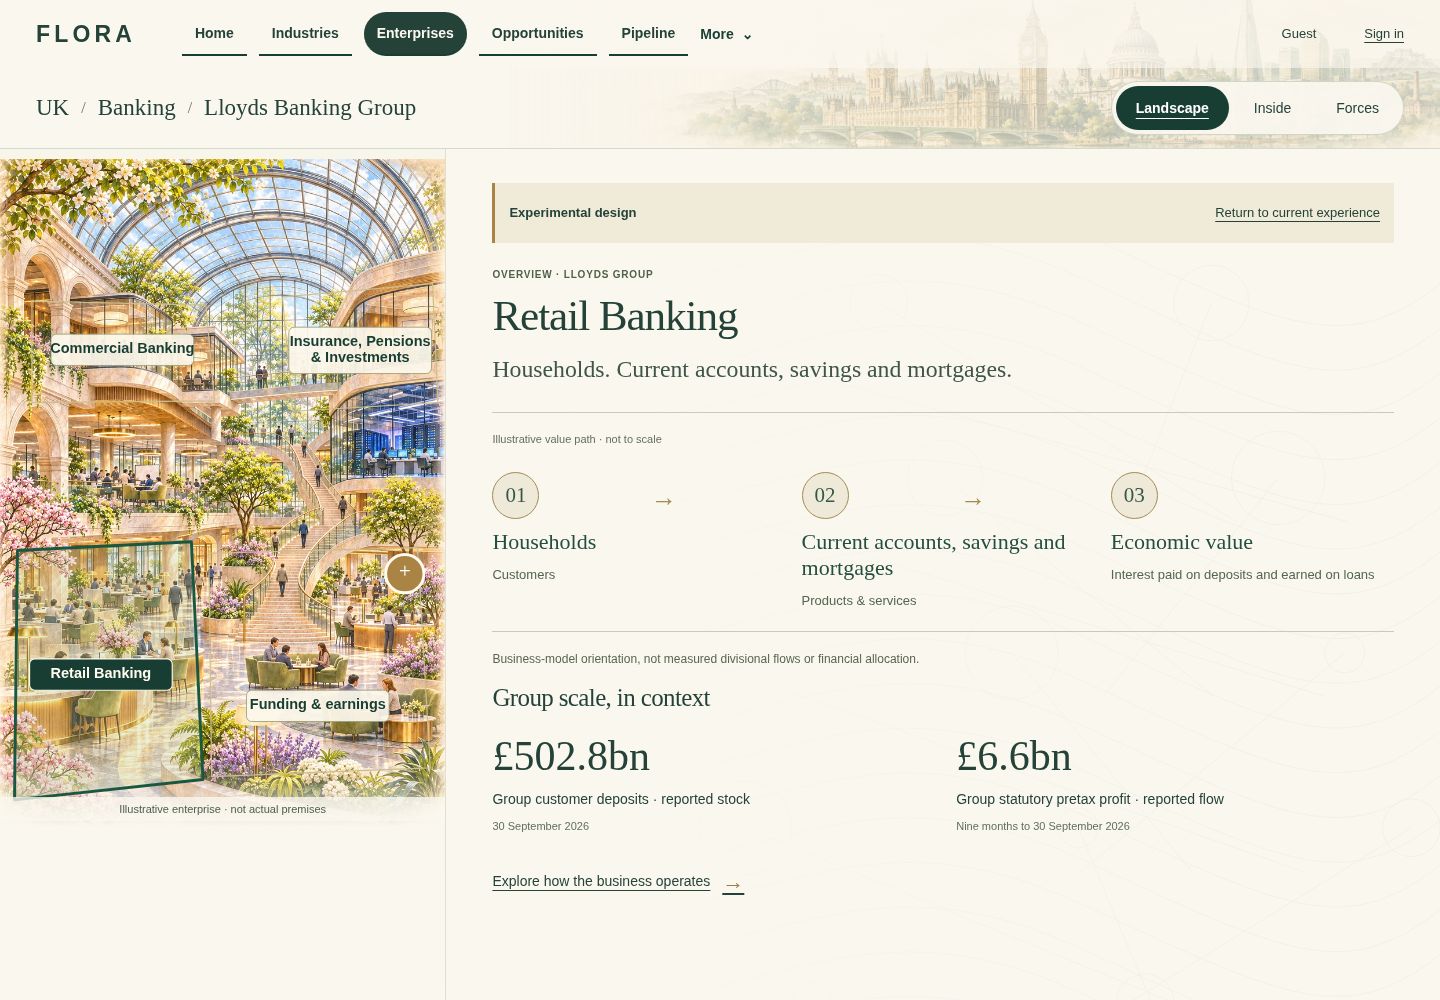 FLORA
Home
Industries
Enterprises
Opportunities
Pipeline
More
Guest
Sign in
UK / Banking / Lloyds Banking Group
Landscape
Inside
Forces
Commercial Banking
Insurance, Pensions
& Investments
Retail Banking
+
Funding & earnings
Illustrative enterprise · not actual premises
Experimental design
Return to current experience
OVERVIEW · LLOYDS GROUP
Retail Banking
Households. Current accounts, savings and mortgages.
Illustrative value path · not to scale
01 → 02 → 03
Households
Customers
Current accounts, savings and
mortgages
Products & services
Economic value
Interest paid on deposits and earned on loans
Business-model orientation, not measured divisional flows or financial allocation.
Group scale, in context
£502.8bn
Group customer deposits · reported stock
30 September 2026
£6.6bn
Group statutory pretax profit · reported flow
Nine months to 30 September 2026
Explore how the business operates →